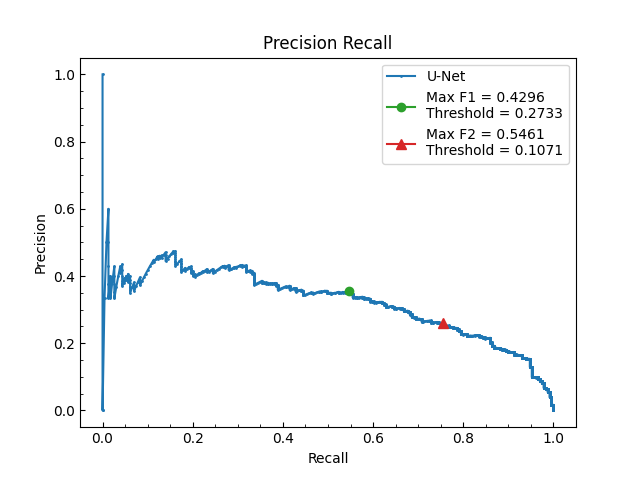 Precision Recall
1.0
0.8
0.6
0.4
0.2
0.0
Precision
U-Net
Max F1 = 0.4296
Threshold = 0.2733
Max F2 = 0.5461
Threshold = 0.1071
0.0 0.2 0.4 0.6 0.8 1.0
Recall